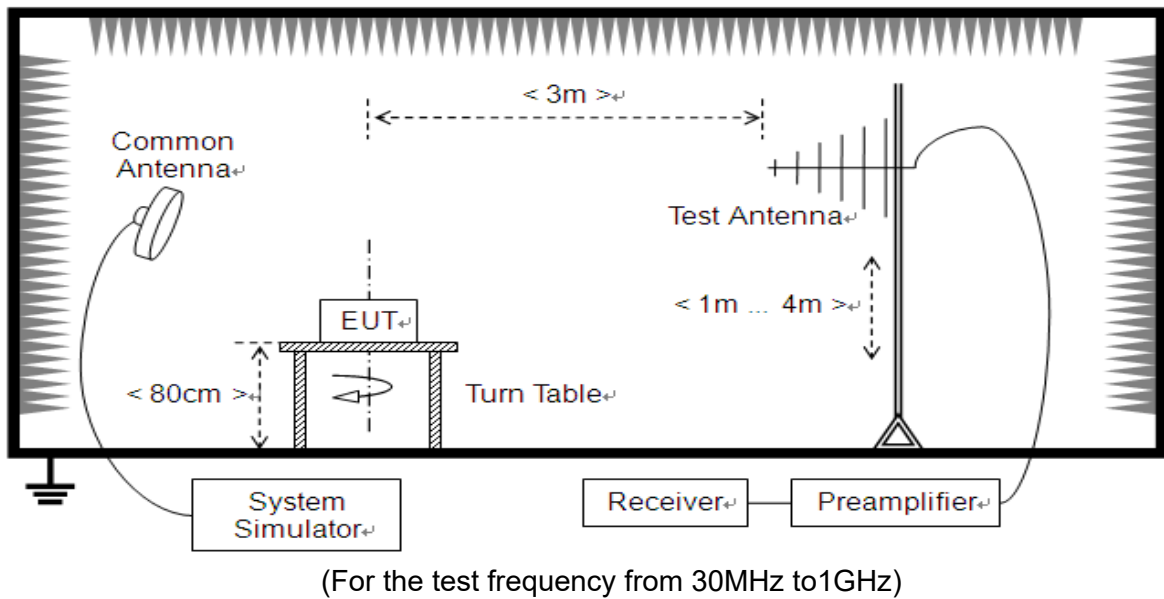 < 3m >↵
Common
Antenna↵
Test Antenna↵
< 1m ... 4m >↵
EUT↵
< 80cm >↵
Turn Table↵
System
Simulator↵
Receiver↵
Preamplifier↵
(For the test frequency from 30MHz to1GHz)